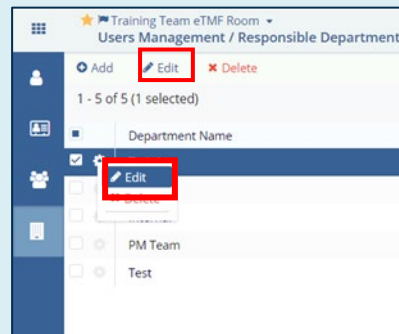 Training Team eTMF Room
Users Management / Responsible Department
Add Edit Delete
1 - 5 of 5 (1 selected)
Department Name
Edit
Delete
PM Team
Test